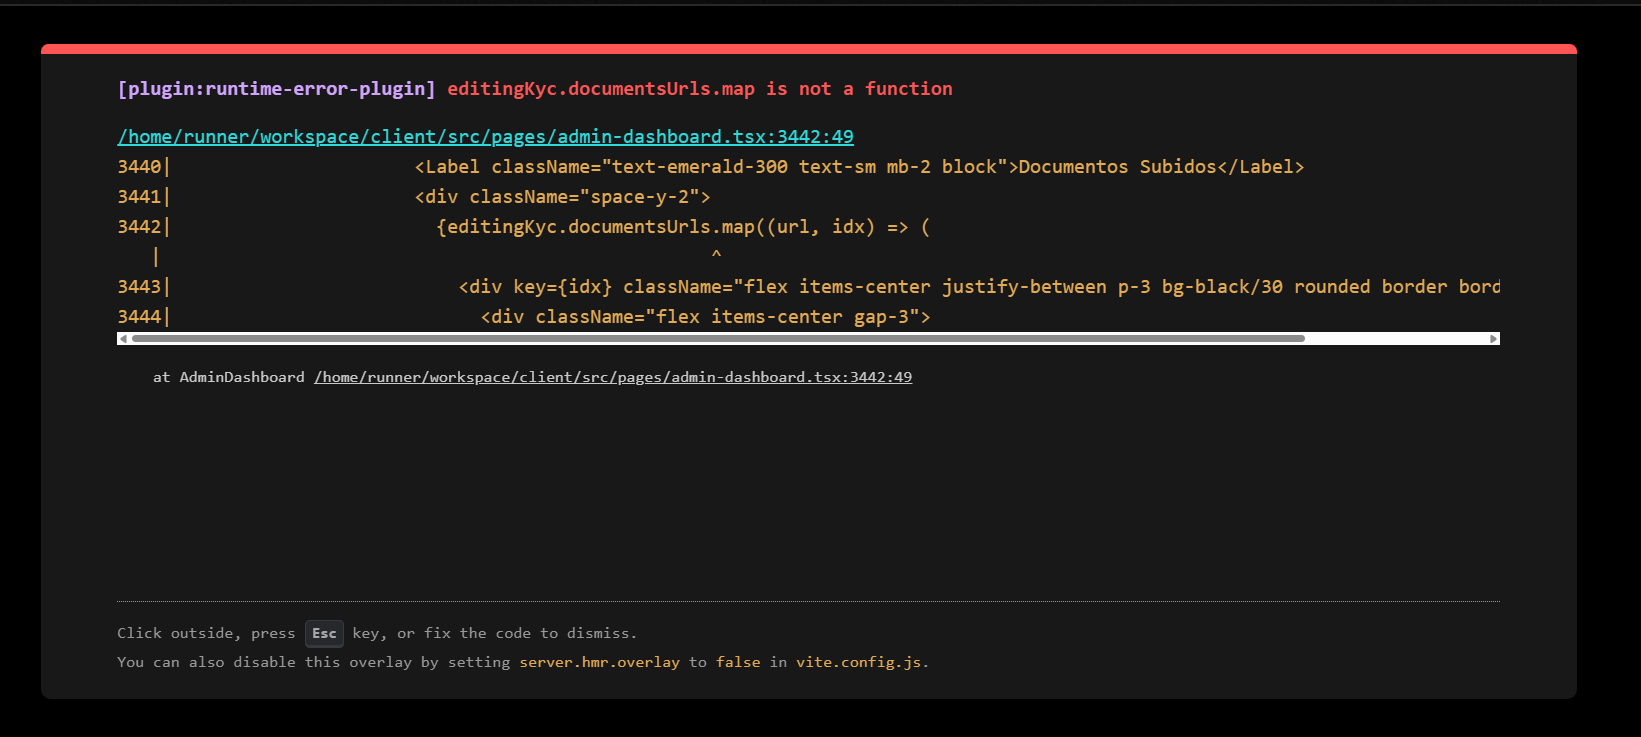 [plugin:runtime-error-plugin] editingKyc.documentsUrls.map is not a function
/home/runner/workspace/client/src/pages/admin-dashboard.tsx:3442:49
3440|                      <Label className="text-emerald-300 text-sm mb-2 block">Documentos Subidos</Label>
3441|                      <div className="space-y-2">
3442|                        {editingKyc.documentsUrls.map((url, idx) => (
   |                                                 ^
3443|                          <div key={idx} className="flex items-center justify-between p-3 bg-black/30 rounded border bord
3444|                            <div className="flex items-center gap-3">
at AdminDashboard /home/runner/workspace/client/src/pages/admin-dashboard.tsx:3442:49
Click outside, press Esc key, or fix the code to dismiss.
You can also disable this overlay by setting server.hmr.overlay to false in vite.config.js.